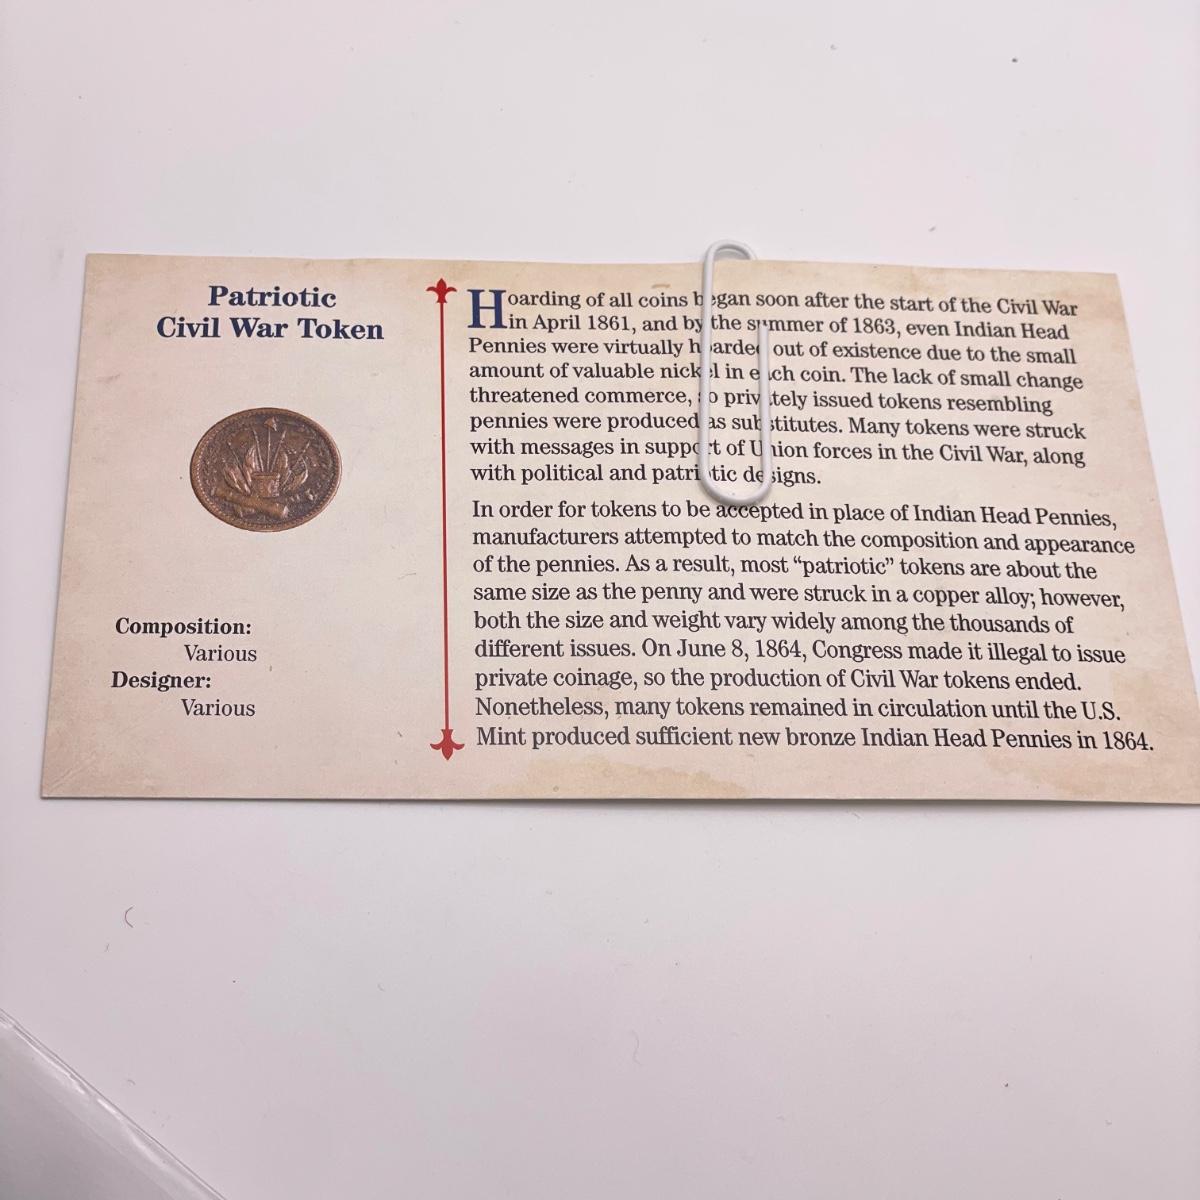 Patriotic
Civil War Token
Composition:
Various
Designer:
Various
Hoarding of all coins began soon after the start of the Civil War
in April 1861, and by the summer of 1863, even Indian Head
Pennies were virtually hoarded out of existence due to the small
amount of valuable nickel in each coin. The lack of small change
threatened commerce, so privately issued tokens resembling
pennies were produced as substitutes. Many tokens were struck
with messages in support of Union forces in the Civil War, along
with political and patriotic designs.
In order for tokens to be accepted in place of Indian Head Pennies,
manufacturers attempted to match the composition and appearance
of the pennies. As a result, most “patriotic” tokens are about the
same size as the penny and were struck in a copper alloy; however,
both the size and weight vary widely among the thousands of
different issues. On June 8, 1864, Congress made it illegal to issue
private coinage, so the production of Civil War tokens ended.
Nonetheless, many tokens remained in circulation until the U.S.
Mint produced sufficient new bronze Indian Head Pennies in 1864.